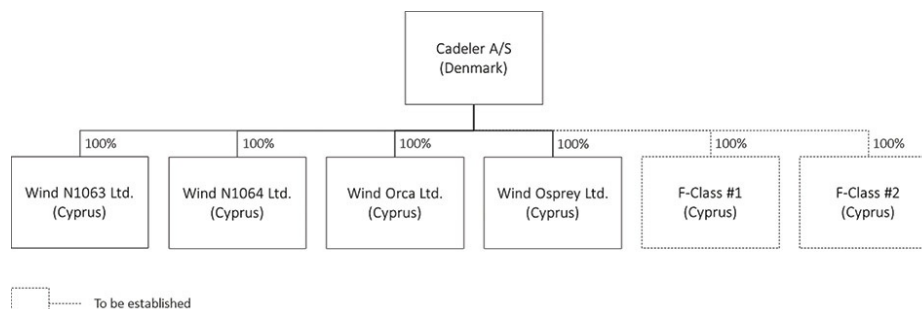 Cadeler A/S
(Denmark)
100% 100% 100% 100% 100% 100%
Wind N1063 Ltd. Wind N1064 Ltd. Wind Orca Ltd. Wind Osprey Ltd. F-Class #1 F-Class #2
(Cyprus) (Cyprus) (Cyprus) (Cyprus) (Cyprus) (Cyprus)
To be established